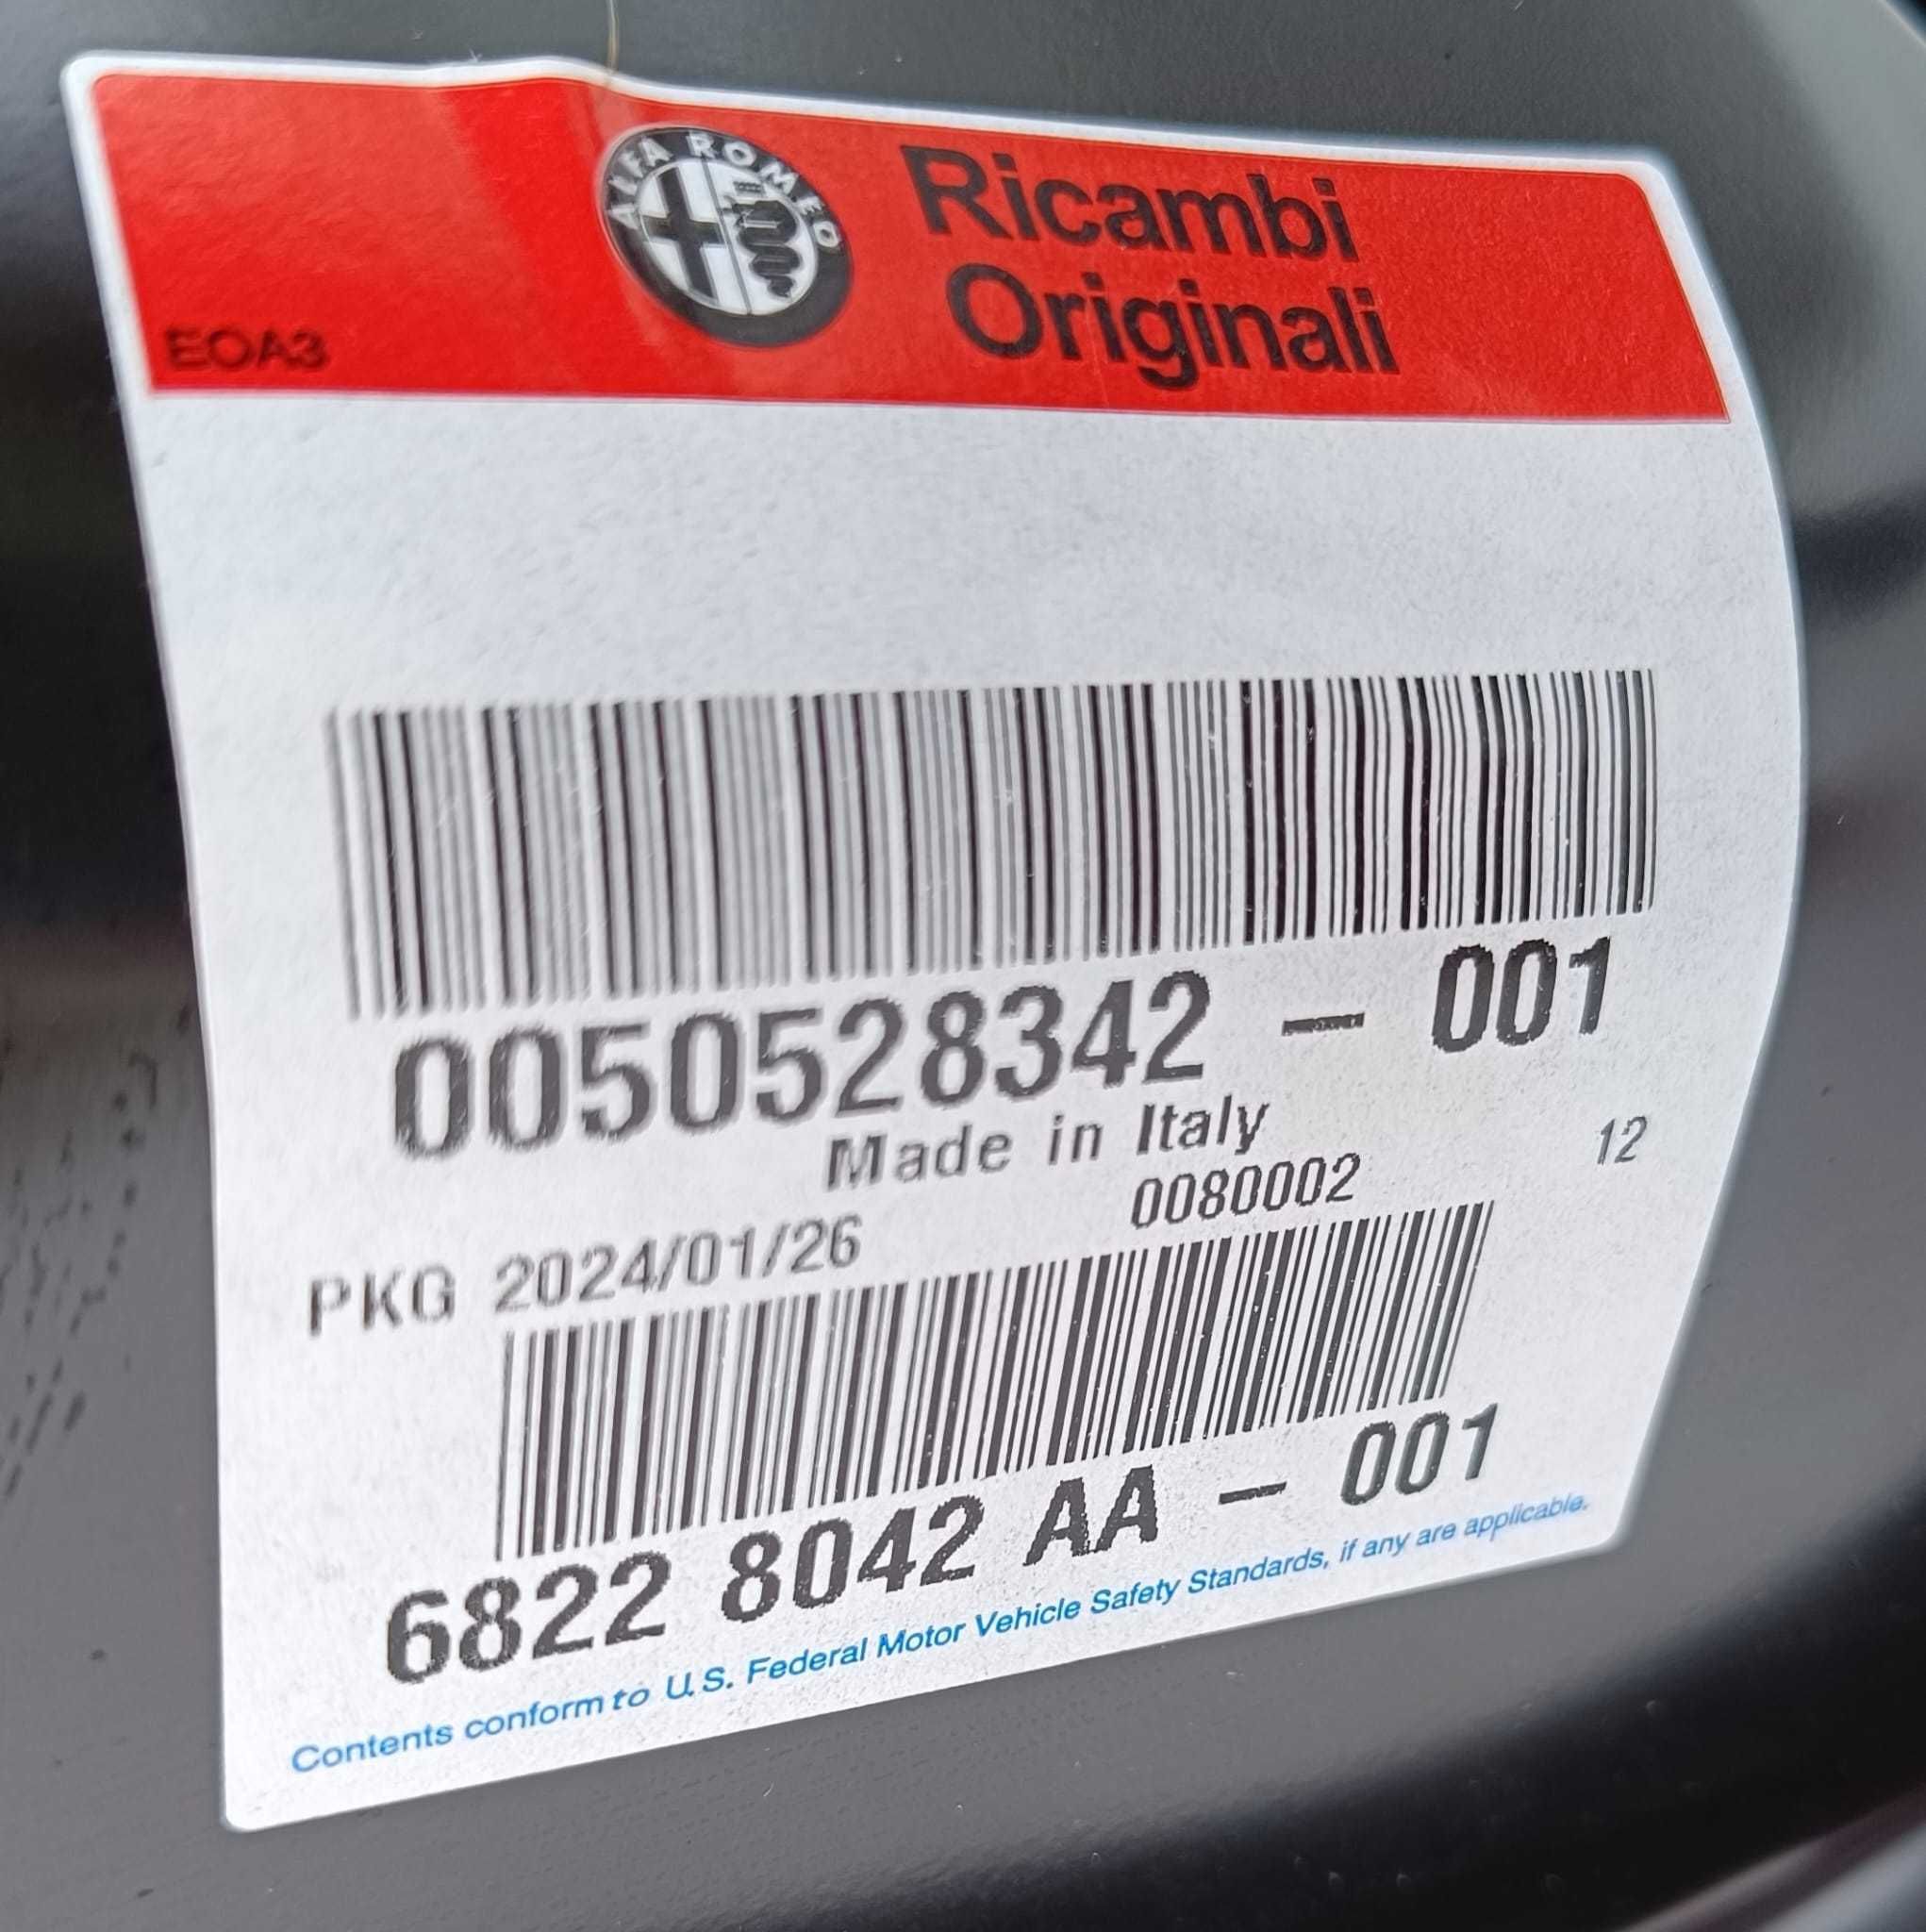 ALFA ROMEO
Ricambi
Originali
EOA3
0050528342 - 001
Made in Italy
12
0080002
PKG 2024/01/26
6822 8042 AA - 001
Contents conform to U.S. Federal Motor Vehicle Safety Standards, if any are applicable.